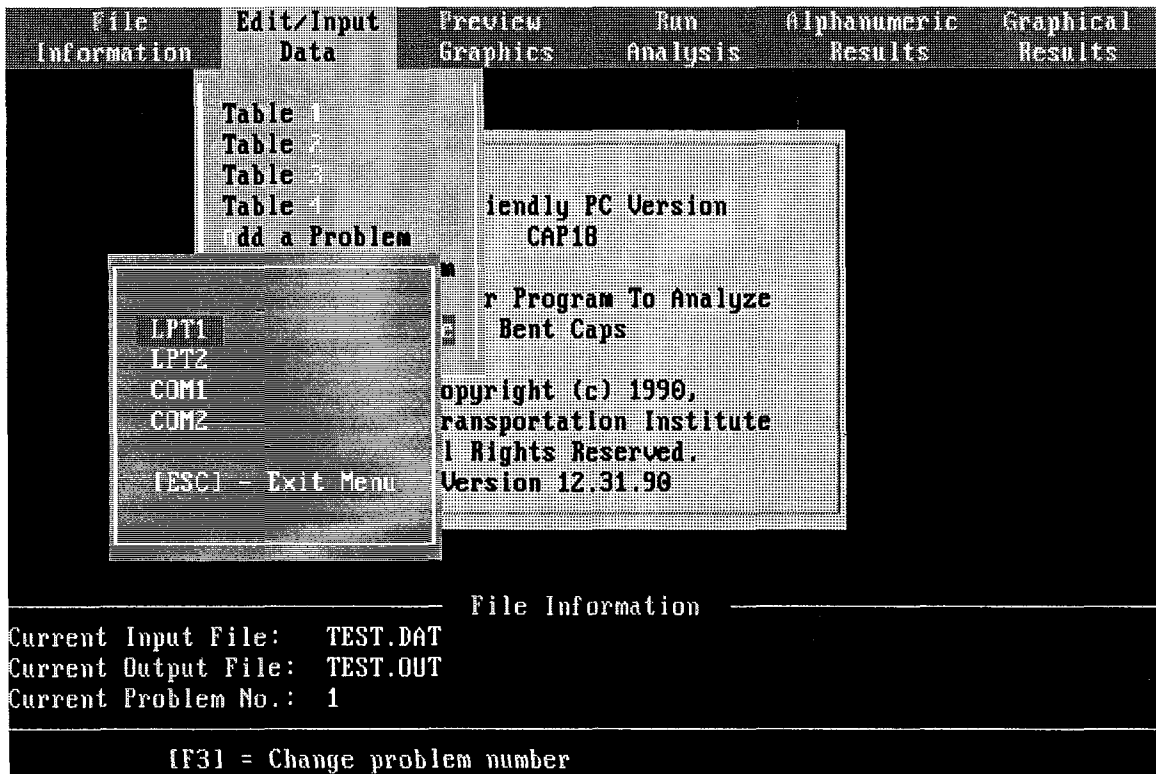 File Information
Edit/Input Data
Preview Graphics
Run Analysis
Alphanumeric Results
Graphical Results
Table 1
Table 2
Table 3
Table 4
dd a Problem
m
e
iendly PC Version
CAP18
r Program To Analyze
Bent Caps
opyright (c) 1990,
ransportation Institute
l Rights Reserved.
Version 12.31.90
LPT1
LPT2
COM1
COM2
[ESC] - Exit Menu
File Information
Current Input File: TEST.DAT
Current Output File: TEST.OUT
Current Problem No.: 1
[F3] = Change problem number